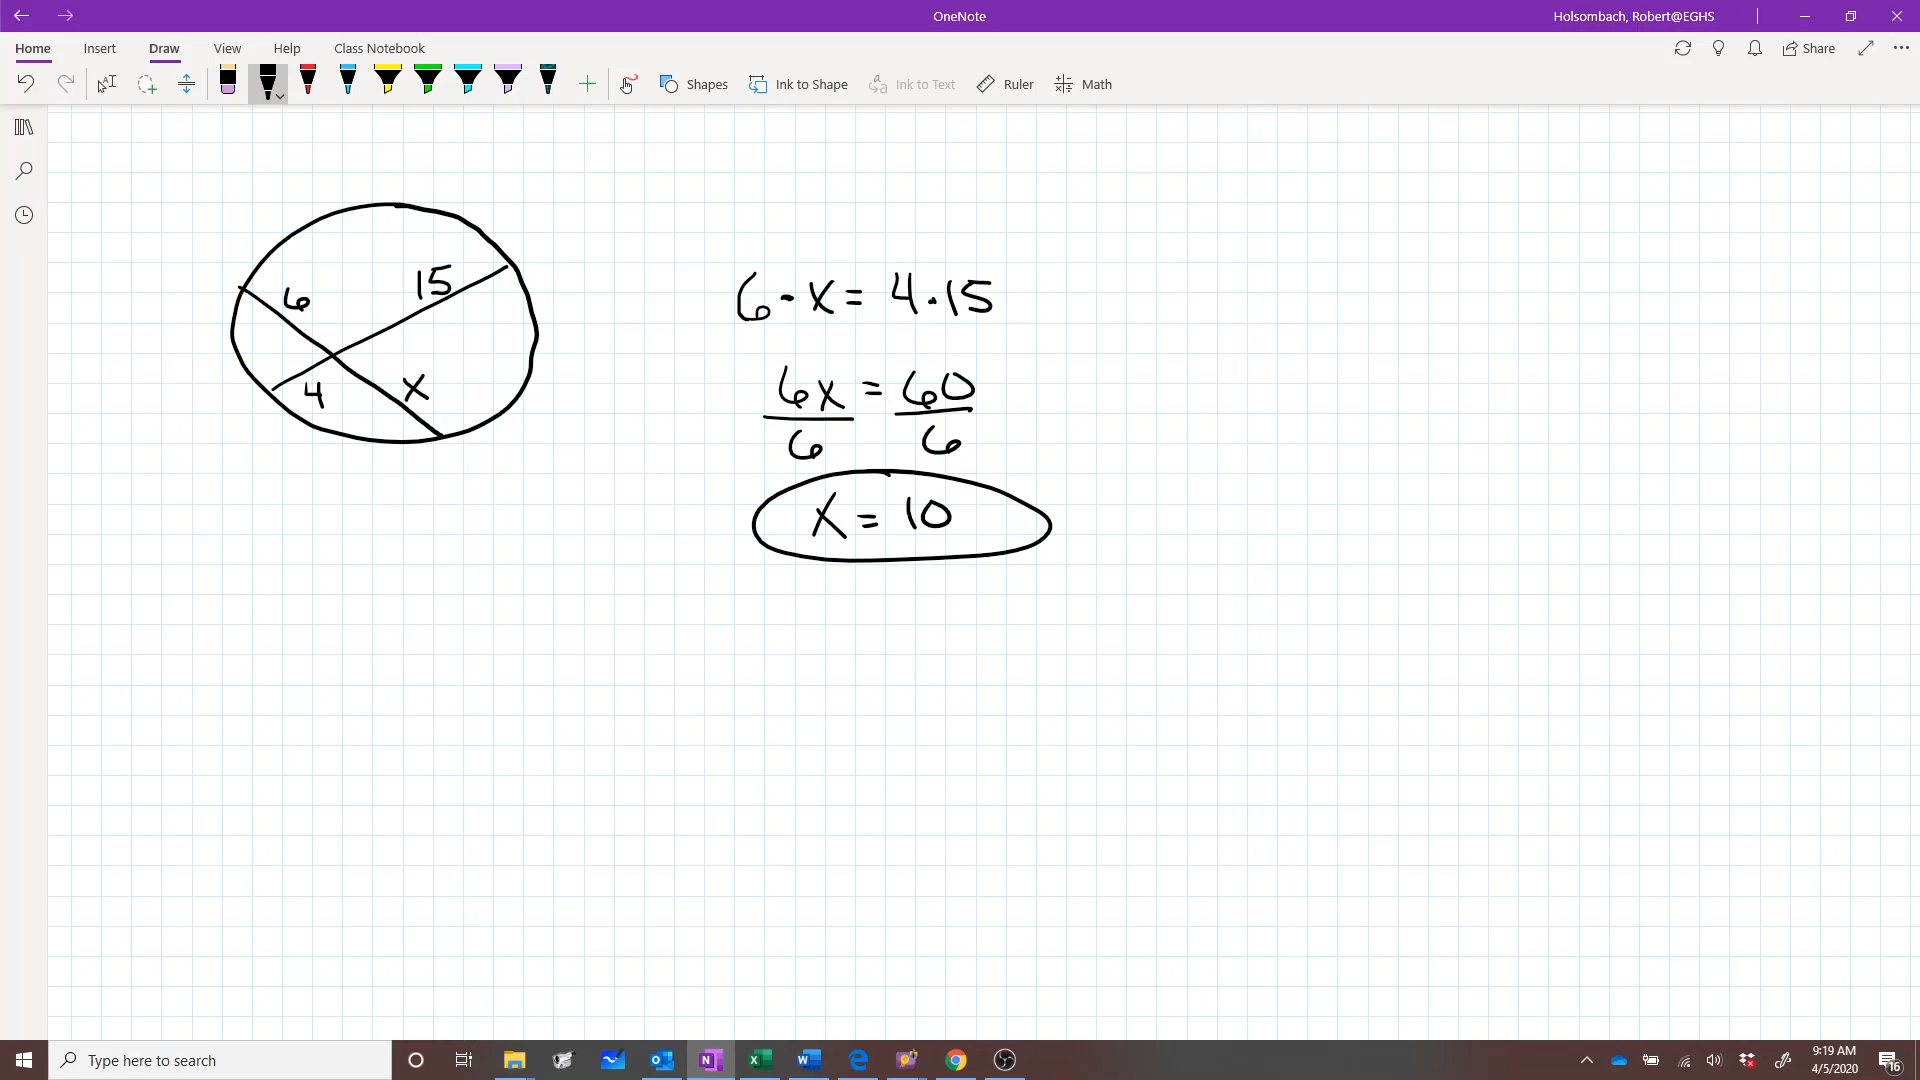 OneNote
Holsombach, Robert@EGHS
Home Insert Draw View Help Class Notebook
Share
Shapes Ink to Shape Ink to Text Ruler Math
6 15
4 x
6 · x = 4 · 15
6x = 60
6 6
x = 10
Type here to search
9:19 AM
4/5/2020
16